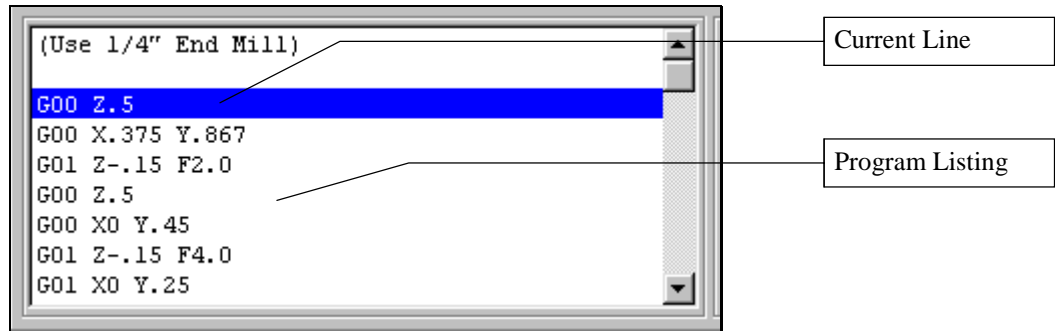 (Use 1/4" End Mill)
G00 Z.5
G00 X.375 Y.867
G01 Z-.15 F2.0
G00 Z.5
G00 X0 Y.45
G01 Z-.15 F4.0
G01 X0 Y.25
Current Line
Program Listing